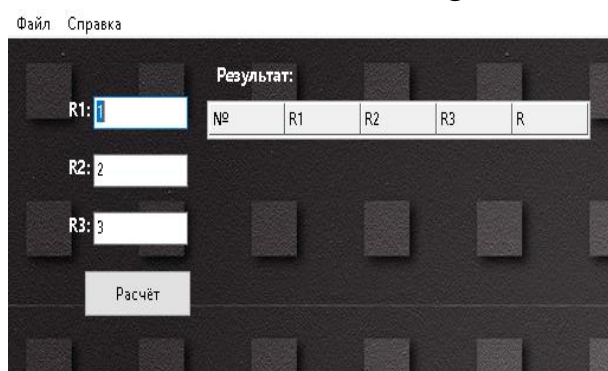 Файл Справка
Результат:
R1: 1
№ R1 R2 R3 R
R2: 2
R3: 3
Расчёт